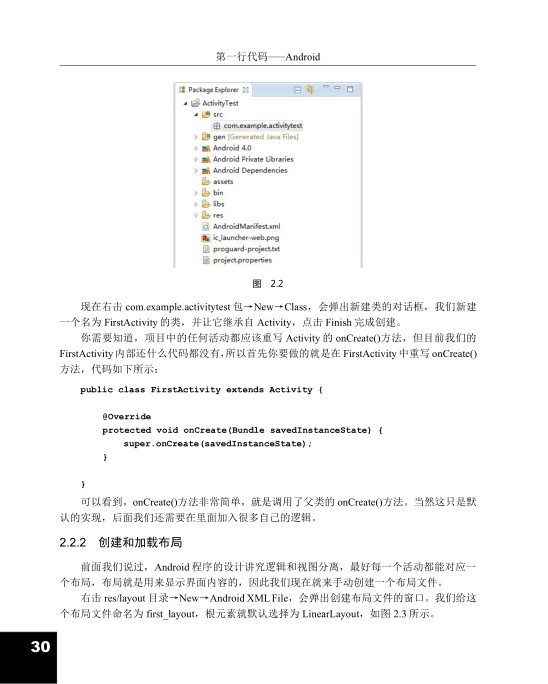 第一行代码——Android
Package Explorer
ActivityTest
src
com.example.activitytest
gen [Generated Java Files]
Android 4.0
Android Private Libraries
Android Dependencies
assets
bin
libs
res
AndroidManifest.xml
ic_launcher-web.png
proguard-project.txt
project.properties
图 2.2
现在右击 com.example.activitytest 包→New→Class，会弹出新建类的对话框，我们新建
一个名为 FirstActivity 的类，并让它继承自 Activity，点击 Finish 完成创建。
你需要知道，项目中的任何活动都应该重写 Activity 的 onCreate()方法，但目前我们的
FirstActivity 内部还什么代码都没有，所以首先你要做的就是在 FirstActivity 中重写 onCreate()
方法，代码如下所示：
public class FirstActivity extends Activity {
@Override
protected void onCreate(Bundle savedInstanceState) {
super.onCreate(savedInstanceState);
}
}
可以看到，onCreate()方法非常简单，就是调用了父类的 onCreate()方法。当然这只是默
认的实现，后面我们还需要在里面加入很多自己的逻辑。
2.2.2 创建和加载布局
前面我们说过，Android 程序的设计讲究逻辑和视图分离，最好每一个活动都能对应一
个布局，布局就是用来显示界面内容的，因此我们现在就来手动创建一个布局文件。
右击 res/layout 目录→New→Android XML File，会弹出创建布局文件的窗口。我们给这
个布局文件命名为 first_layout，根元素就默认选择为 LinearLayout，如图 2.3 所示。
30